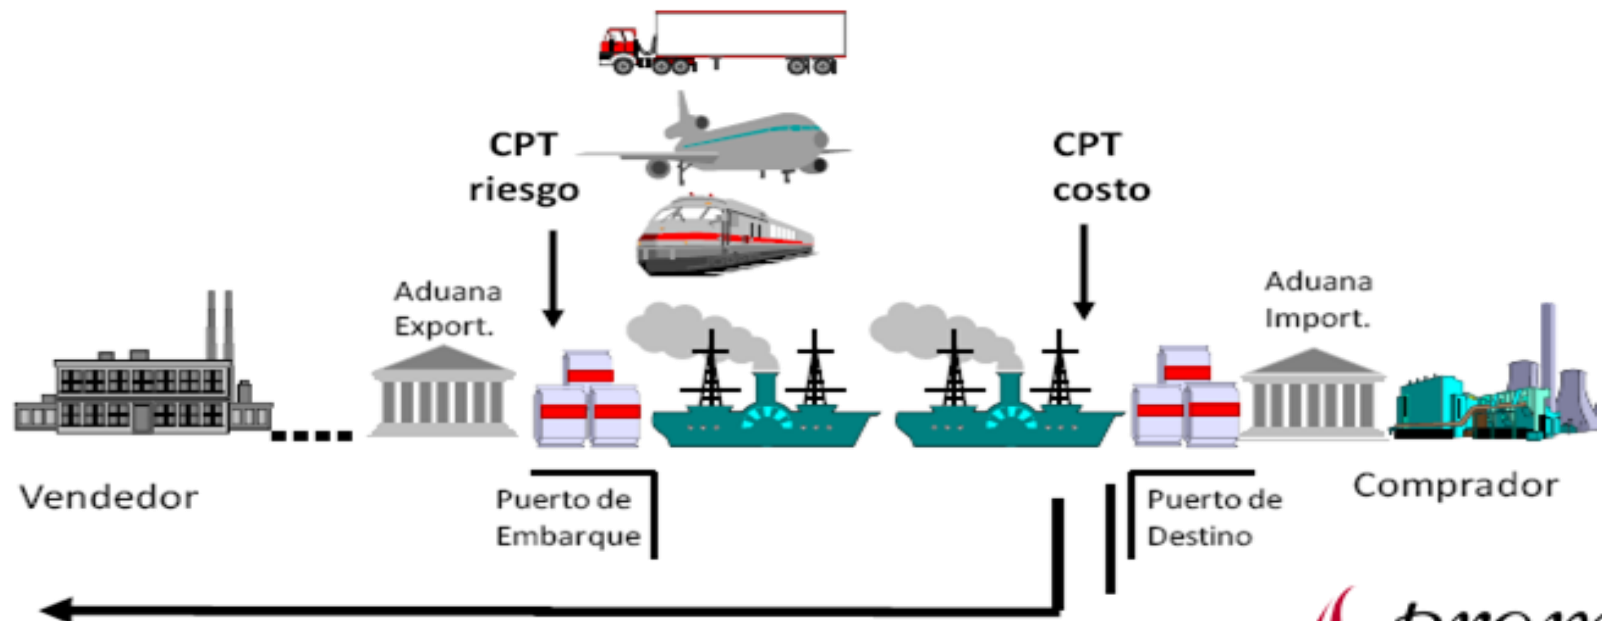 CPT
riesgo
CPT
costo
Aduana
Export.
Aduana
Import.
Vendedor
Puerto de
Embarque
Puerto de
Destino
Comprador